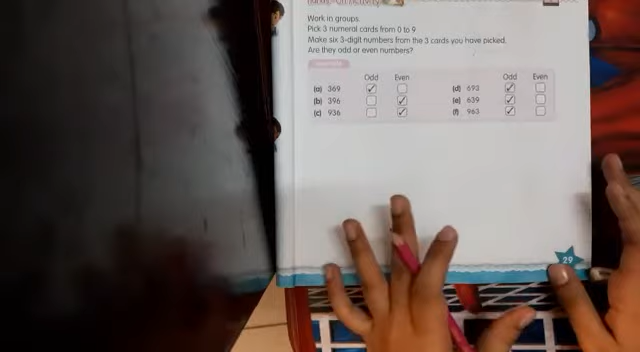 Work in groups.
Pick 3 numeral cards from 0 to 9
Make six 3-digit numbers from the 3 cards you have picked.
Are they odd or even numbers?
Odd Even Odd Even
(a) 369 (d) 693
(b) 396 (e) 639
(c) 936 (f) 963
29